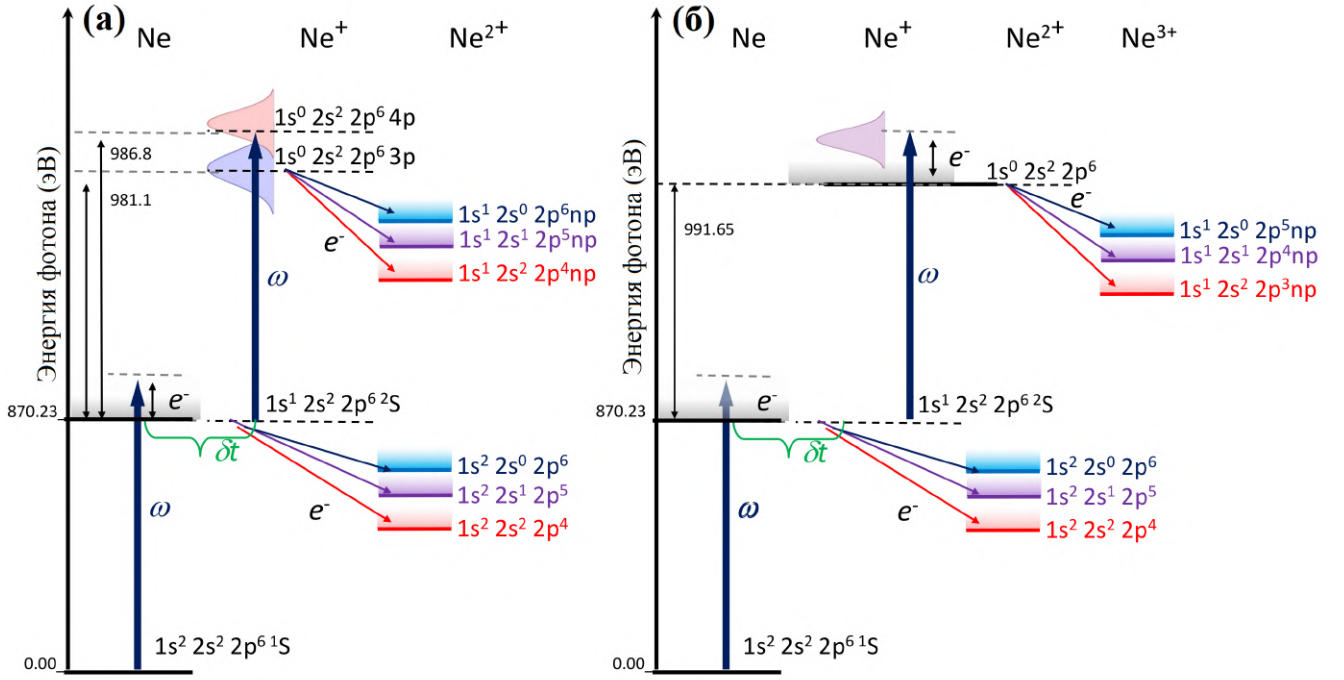 (а)
Ne
Ne⁺
Ne²⁺
Энергия фотона (эВ)
1s⁰ 2s² 2p⁶ 4p
1s⁰ 2s² 2p⁶ 3p
986.8
981.1
e⁻
1s¹ 2s⁰ 2p⁶np
1s¹ 2s¹ 2p⁵np
1s¹ 2s² 2p⁴np
ω
e⁻
1s¹ 2s² 2p⁶ ²S
870.23
δt
1s² 2s⁰ 2p⁶
1s² 2s¹ 2p⁵
1s² 2s² 2p⁴
e⁻
ω
1s² 2s² 2p⁶ ¹S
0.00
(б)
Ne
Ne⁺
Ne²⁺
Ne³⁺
Энергия фотона (эВ)
e⁻
1s⁰ 2s² 2p⁶
e⁻
991.65
1s¹ 2s⁰ 2p⁵np
1s¹ 2s¹ 2p⁴np
1s¹ 2s² 2p³np
ω
e⁻
1s¹ 2s² 2p⁶ ²S
870.23
δt
1s² 2s⁰ 2p⁶
1s² 2s¹ 2p⁵
1s² 2s² 2p⁴
e⁻
ω
1s² 2s² 2p⁶ ¹S
0.00